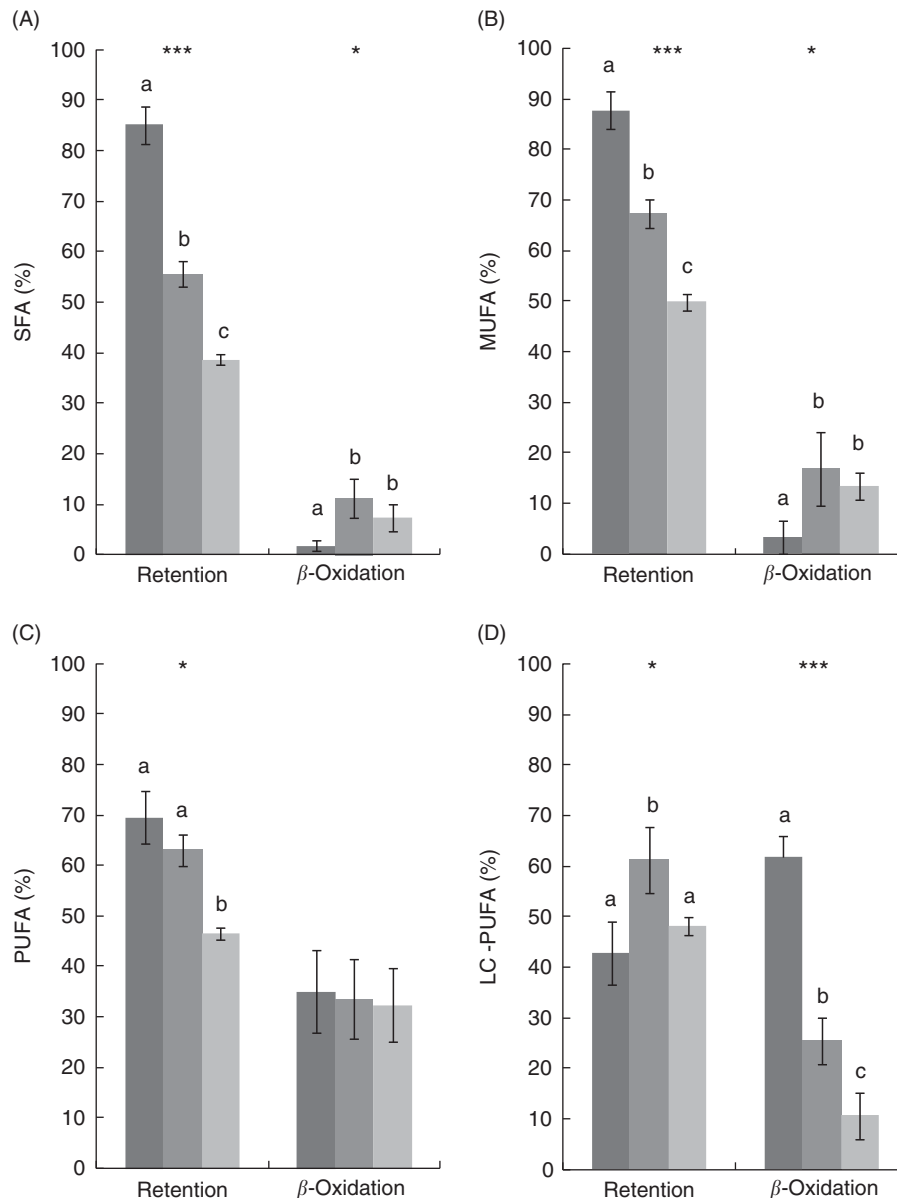 (A)
100
90
80
70
60
50
40
30
20
10
0
SFA (%)
***
*
a
b
c
a
b
b
Retention
β-Oxidation
(B)
100
90
80
70
60
50
40
30
20
10
0
MUFA (%)
***
*
a
b
c
a
b
b
Retention
β-Oxidation
(C)
100
90
80
70
60
50
40
30
20
10
0
PUFA (%)
*
a
a
b
Retention
β-Oxidation
(D)
100
90
80
70
60
50
40
30
20
10
0
LC -PUFA (%)
*
***
a
b
a
a
b
c
Retention
β-Oxidation